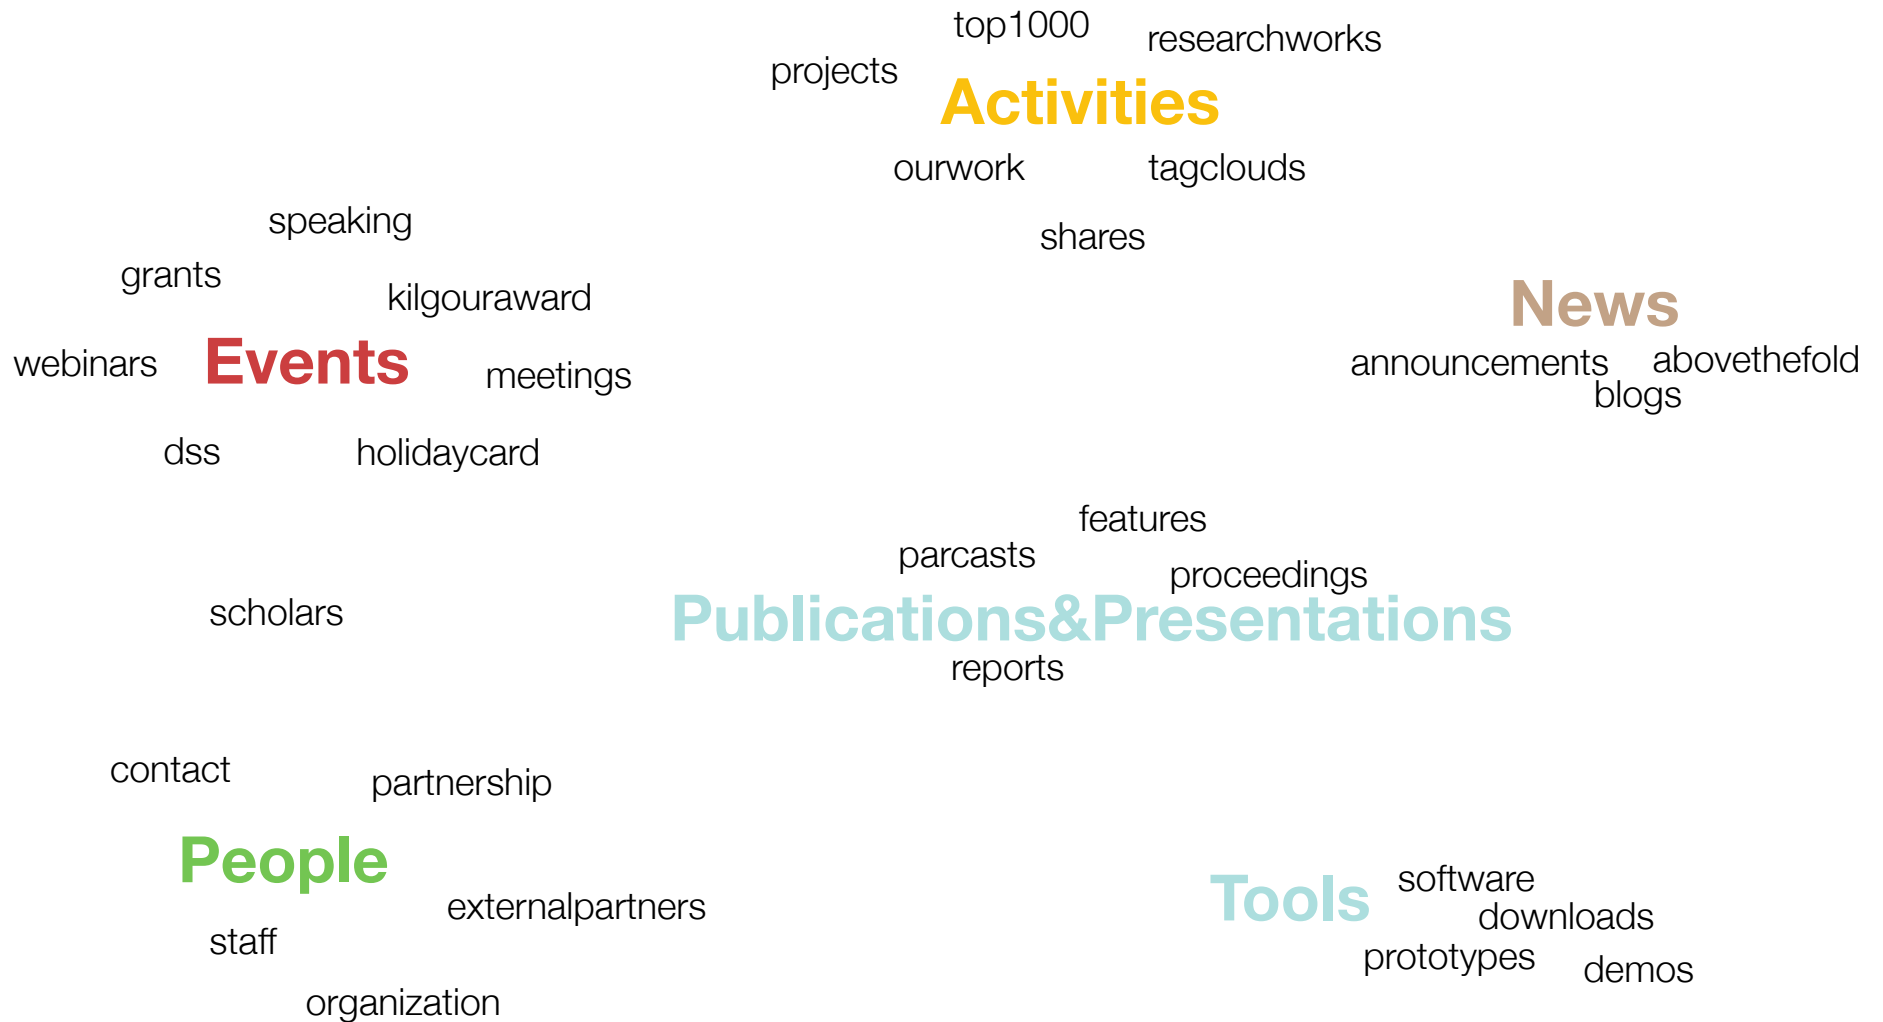 top1000
researchworks
projects
Activities
ourwork
tagclouds
shares
speaking
grants
kilgouraward
webinars
Events
meetings
dss
holidaycard
News
announcements
abovethefold
blogs
features
parcasts
proceedings
Publications&Presentations
reports
scholars
contact
partnership
People
externalpartners
staff
organization
Tools
software
downloads
prototypes
demos